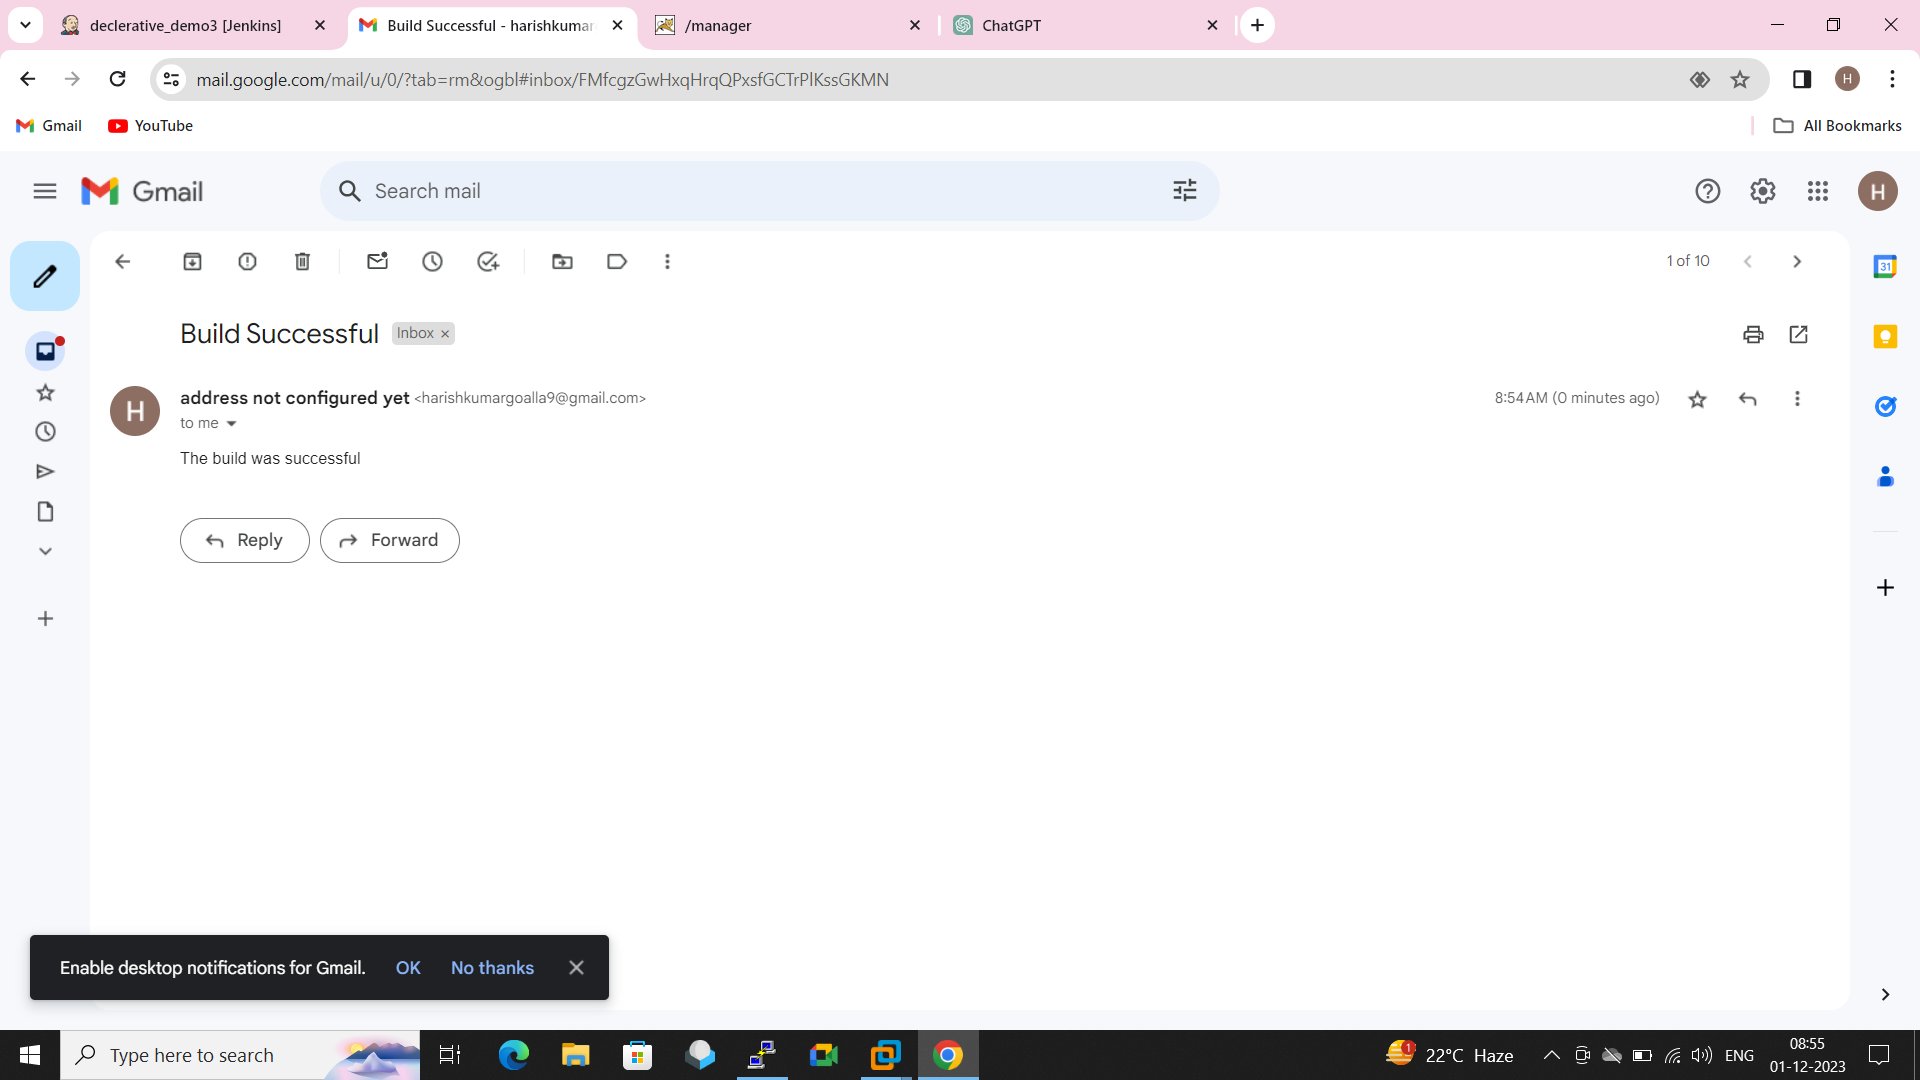 declerative_demo3 [Jenkins]
Build Successful - harishkumar
/manager
ChatGPT
mail.google.com/mail/u/0/?tab=rm&ogbl#inbox/FMfcgzGwHxqHrqQPxsfGCTrPlKssGKMN
H
Gmail
YouTube
All Bookmarks
Gmail
Search mail
H
1 of 10
31
Build Successful
Inbox ×
H
address not configured yet <harishkumargoalla9@gmail.com>
8:54 AM (0 minutes ago)
to me
The build was successful
Reply
Forward
Enable desktop notifications for Gmail.
OK
No thanks
Type here to search
1
22°C Haze
ENG
08:55
01-12-2023